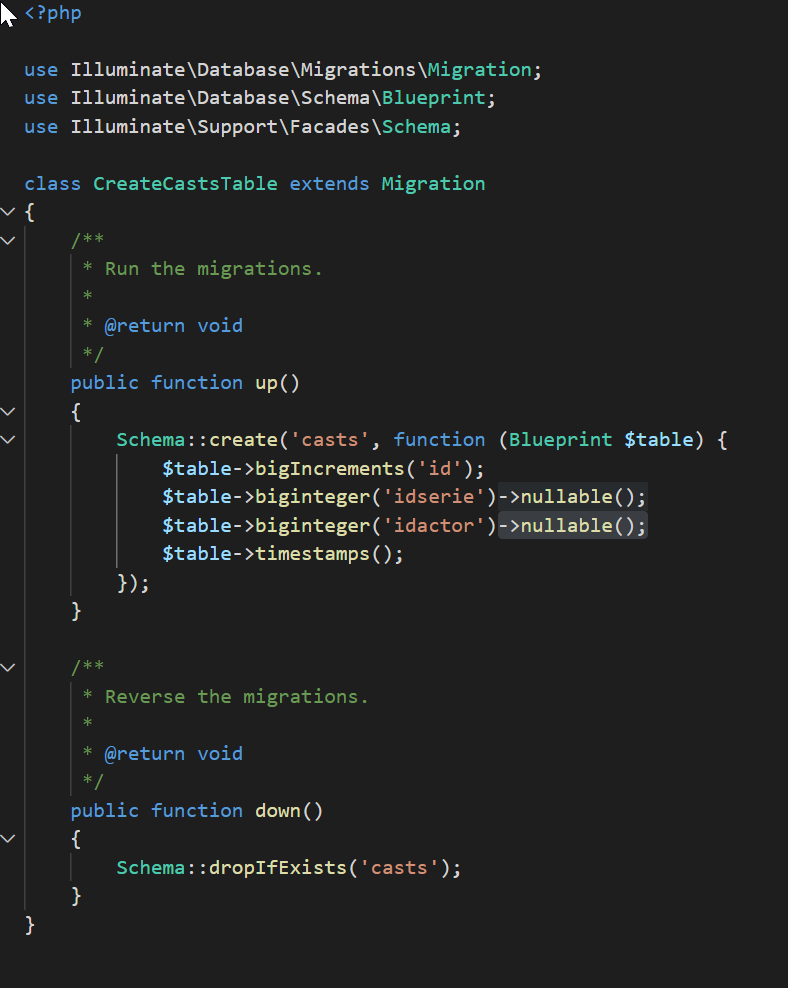 <?php
use Illuminate\Database\Migrations\Migration;
use Illuminate\Database\Schema\Blueprint;
use Illuminate\Support\Facades\Schema;
class CreateCastsTable extends Migration
{
/**
* Run the migrations.
*
* @return void
*/
public function up()
{
Schema::create('casts', function (Blueprint $table) {
$table->bigIncrements('id');
$table->biginteger('idserie')->nullable();
$table->biginteger('idactor')->nullable();
$table->timestamps();
});
}
/**
* Reverse the migrations.
*
* @return void
*/
public function down()
{
Schema::dropIfExists('casts');
}
}